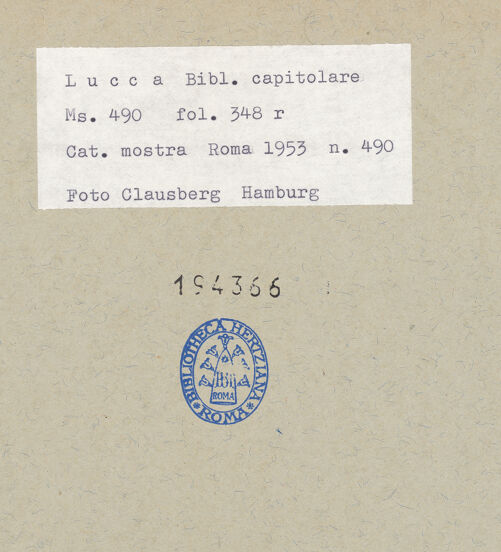 L u c c a Bibl. capitolare
Ms. 490 fol. 348 r
Cat. mostra Roma 1953 n. 490
Foto Clausberg Hamburg
194366
BIBLIOTHECA HERTZIANA
ROMA
* ROMA *